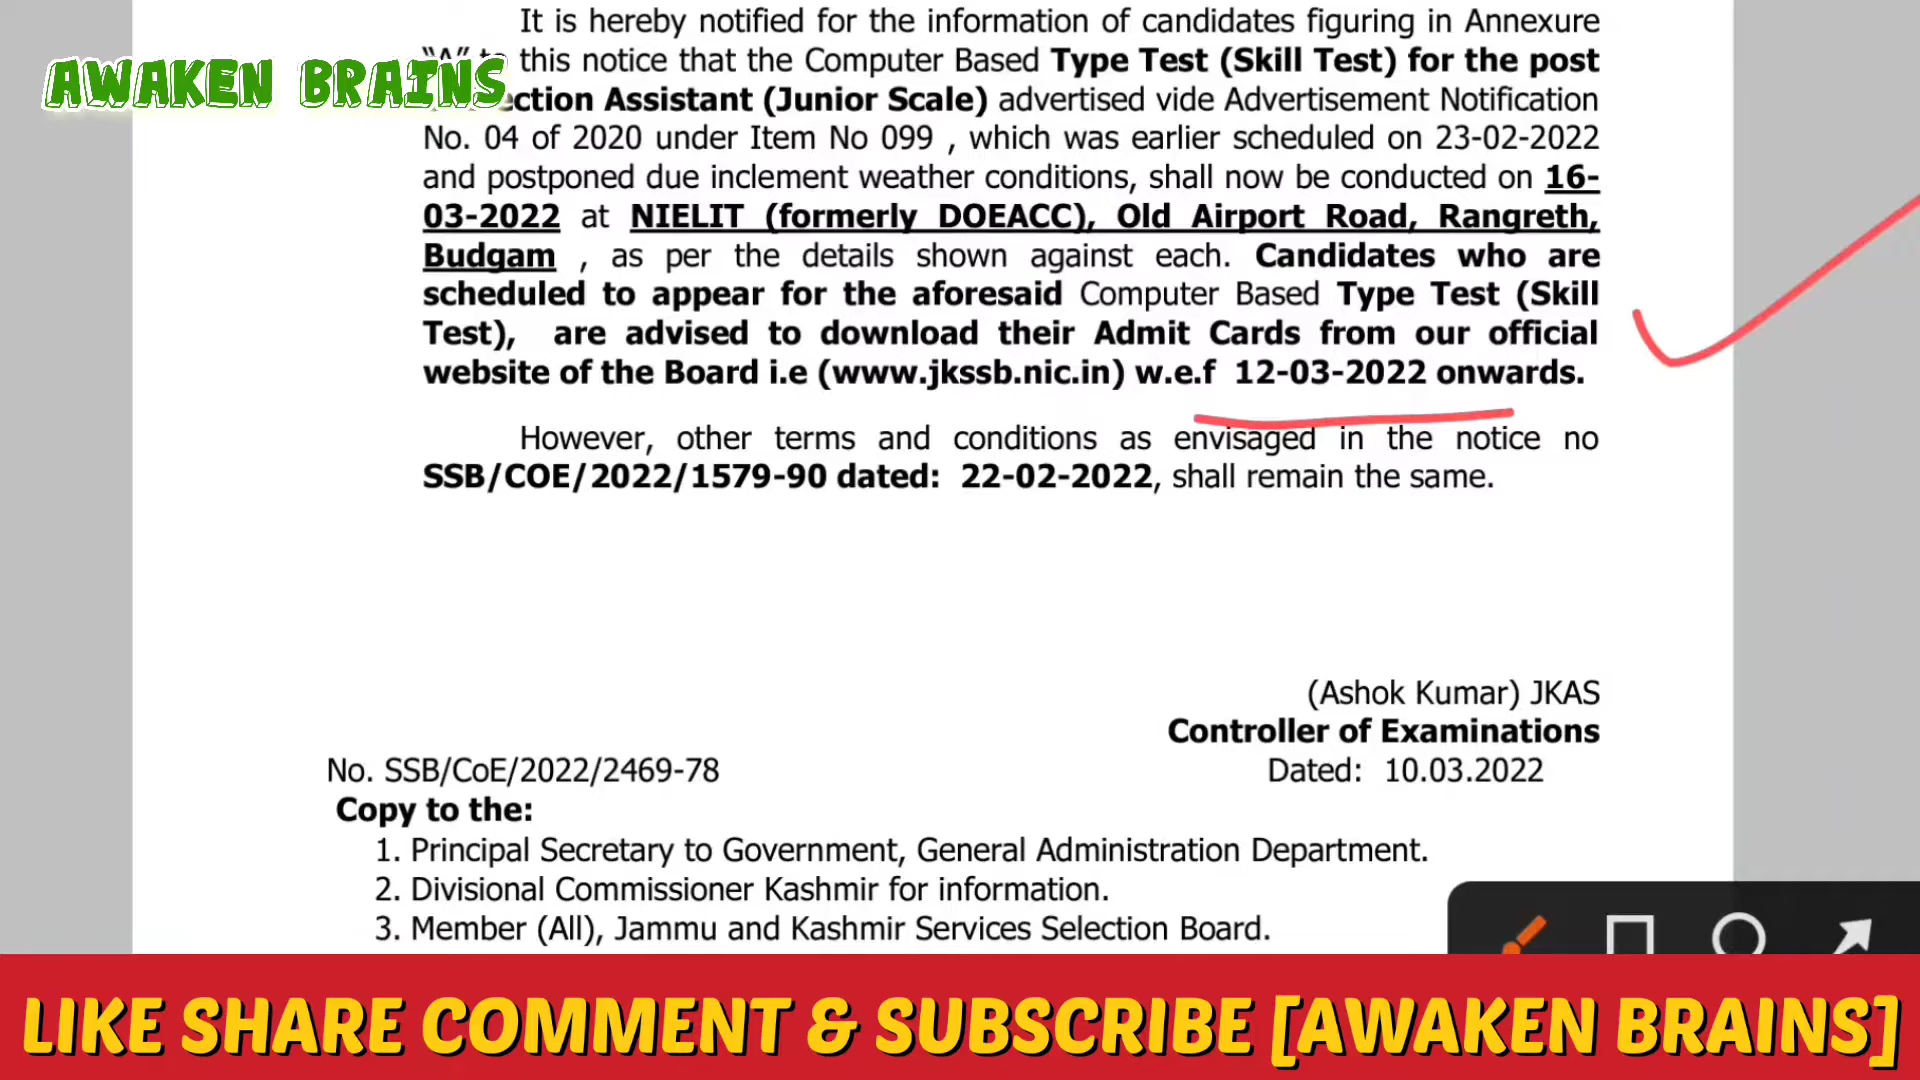 It is hereby notified for the information of candidates figuring in Annexure
AWAKEN BRAINS
this notice that the Computer Based Type Test (Skill Test) for the post
ction Assistant (Junior Scale) advertised vide Advertisement Notification
No. 04 of 2020 under Item No 099 , which was earlier scheduled on 23-02-2022
and postponed due inclement weather conditions, shall now be conducted on 16-
03-2022 at NIELIT (formerly DOEACC), Old Airport Road, Rangreth,
Budgam , as per the details shown against each. Candidates who are
scheduled to appear for the aforesaid Computer Based Type Test (Skill
Test), are advised to download their Admit Cards from our official
website of the Board i.e (www.jkssb.nic.in) w.e.f 12-03-2022 onwards.
However, other terms and conditions as envisaged in the notice no
SSB/COE/2022/1579-90 dated: 22-02-2022, shall remain the same.
(Ashok Kumar) JKAS
Controller of Examinations
No. SSB/CoE/2022/2469-78 Dated: 10.03.2022
Copy to the:
1. Principal Secretary to Government, General Administration Department.
2. Divisional Commissioner Kashmir for information.
3. Member (All), Jammu and Kashmir Services Selection Board.
LIKE SHARE COMMENT & SUBSCRIBE [AWAKEN BRAINS]